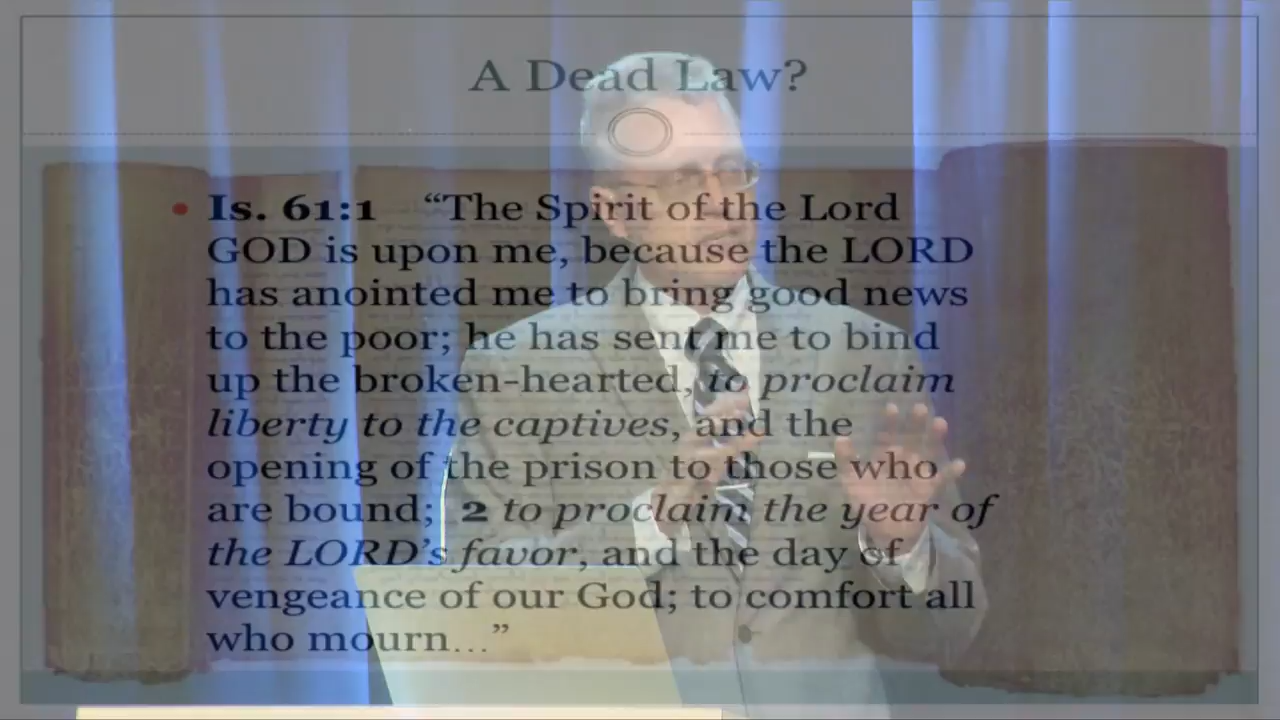 A Dead Law?
• Is. 61:1 “The Spirit of the Lord
GOD is upon me, because the LORD
has anointed me to bring good news
to the poor; he has sent me to bind
up the broken-hearted, to proclaim
liberty to the captives, and the
opening of the prison to those who
are bound; 2 to proclaim the year of
the LORD’s favor, and the day of
vengeance of our God; to comfort all
who mourn…”